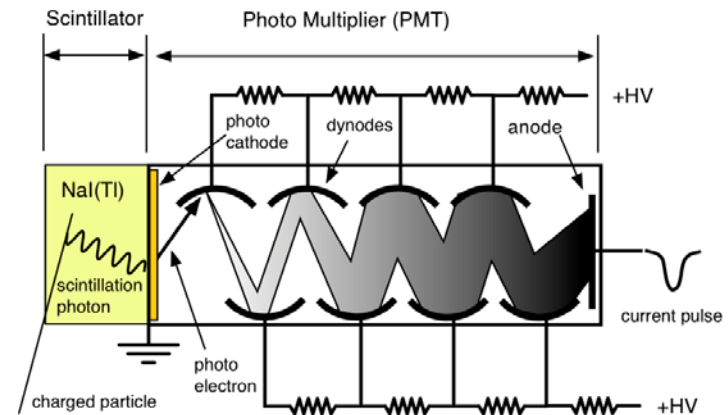 Scintillator
Photo Multiplier (PMT)
+HV
photo
cathode
dynodes
anode
NaI(Tl)
scintillation
photon
current pulse
photo
electron
charged particle
+HV